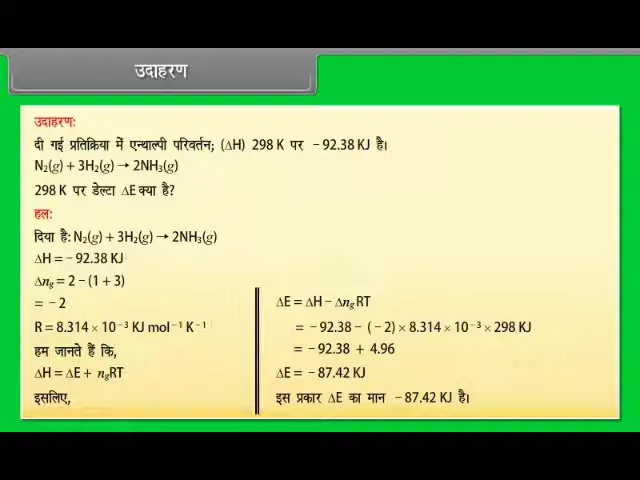 उदाहरण
उदाहरण:
दी गई प्रतिक्रिया में एन्थाल्पी परिवर्तन; (ΔH) 298 K पर −92.38 KJ है।
N₂(g) + 3H₂(g) → 2NH₃(g)
298 K पर डेल्टा ΔE क्या है?
हल:
दिया है: N₂(g) + 3H₂(g) → 2NH₃(g)
ΔH = −92.38 KJ
Δn_g = 2 − (1 + 3)
= −2
R = 8.314 × 10⁻³ KJ mol⁻¹ K⁻¹
हम जानते हैं कि,
ΔH = ΔE + n_gRT
इसलिए,
ΔE = ΔH − Δn_gRT
= −92.38 − (−2) × 8.314 × 10⁻³ × 298 KJ
= −92.38 + 4.96
ΔE = −87.42 KJ
इस प्रकार ΔE का मान −87.42 KJ है।